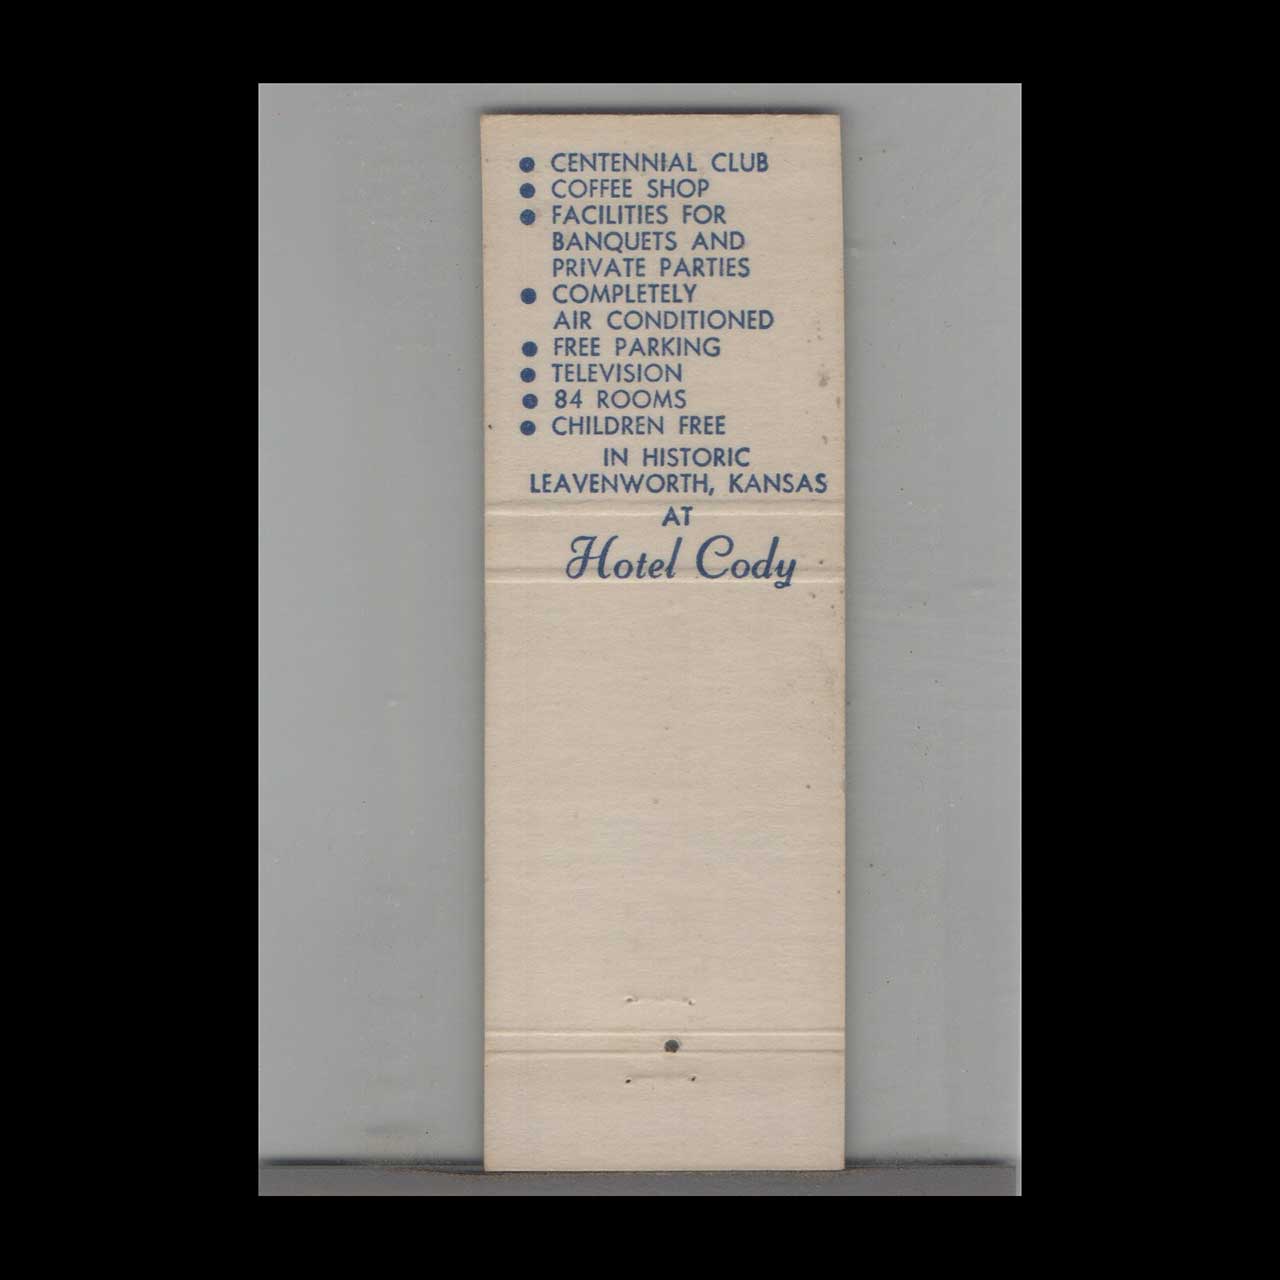 ● CENTENNIAL CLUB
● COFFEE SHOP
● FACILITIES FOR
BANQUETS AND
PRIVATE PARTIES
● COMPLETELY
AIR CONDITIONED
● FREE PARKING
● TELEVISION
● 84 ROOMS
● CHILDREN FREE
IN HISTORIC
LEAVENWORTH, KANSAS
AT
Hotel Cody